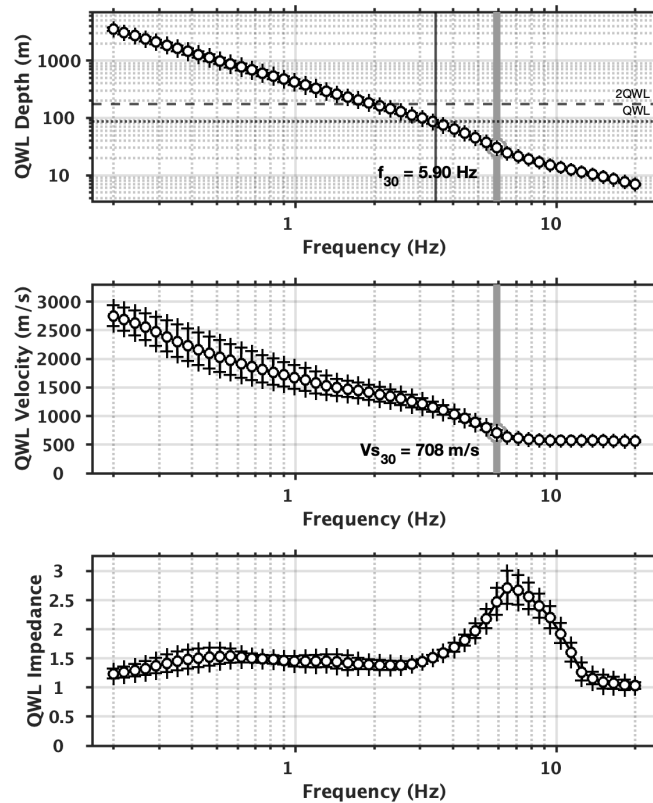 QWL Depth (m)
1000
100
10
2QWL
QWL
f30 = 5.90 Hz
1
10
Frequency (Hz)
QWL Velocity (m/s)
3000
2500
2000
1500
1000
500
0
Vs30 = 708 m/s
1
10
Frequency (Hz)
QWL Impedance
3
2.5
2
1.5
1
0.5
0
1
10
Frequency (Hz)